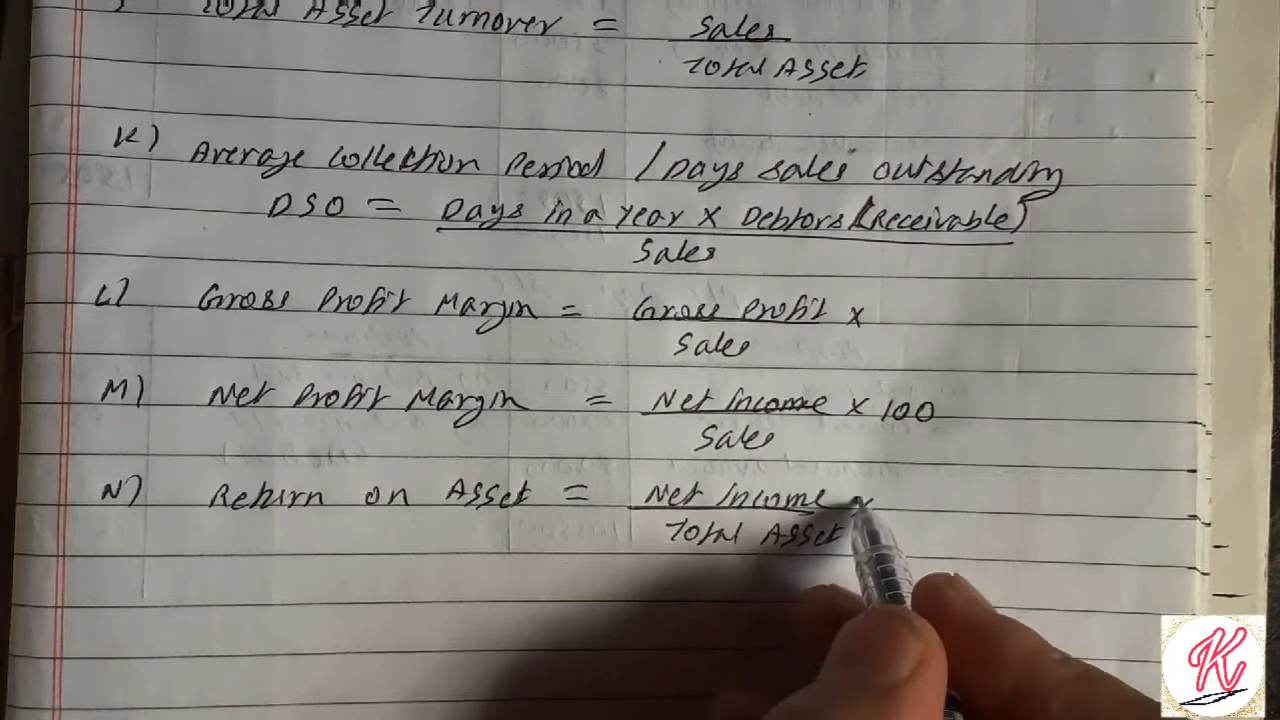 Total Asset Turnover = Sales
Total Asset
K) Average Collection Period / Days sales outstanding
DSO = Days in a year x Debtors (Receivable)
Sales
L) Gross Profit Margin = Gross Profit x
Sales
M) Net Profit Margin = Net income x 100
Sales
N) Return on Asset = Net Income x
Total Asset
K